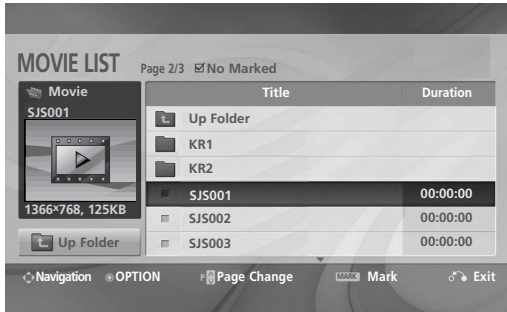 MOVIE LIST Page 2/3 No Marked
Movie
SJS001
1366×768, 125KB
Up Folder
Title Duration
Up Folder
KR1
KR2
SJS001 00:00:00
SJS002 00:00:00
SJS003 00:00:00
Navigation OPTION P Page Change MARK Mark Exit